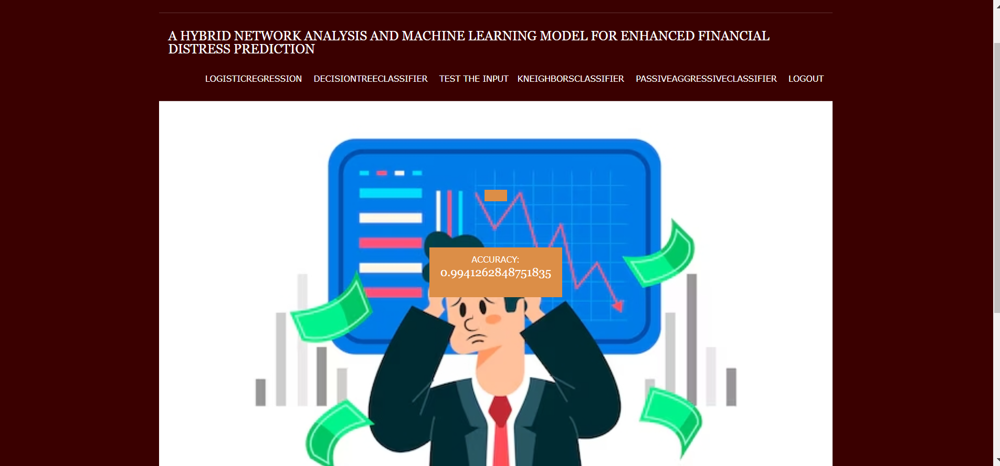 A HYBRID NETWORK ANALYSIS AND MACHINE LEARNING MODEL FOR ENHANCED FINANCIAL
DISTRESS PREDICTION
LOGISTICREGRESSION DECISIONTREECLASSIFIER TEST THE INPUT KNEIGHBORSCLASSIFIER PASSIVEAGGRESSIVECLASSIFIER LOGOUT
ACCURACY:
0.9941262848751835